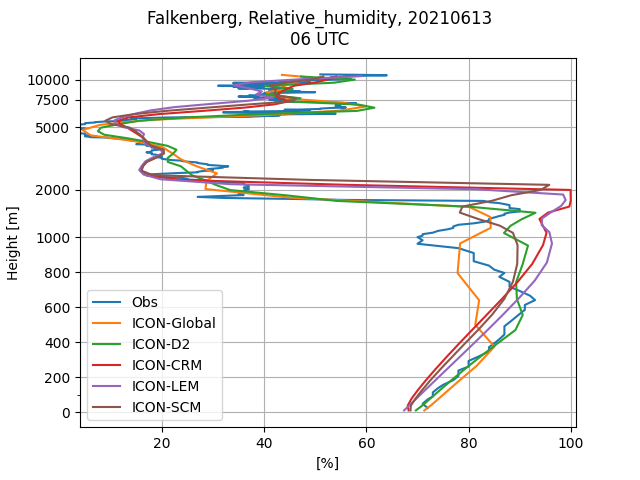 Falkenberg, Relative_humidity, 20210613
06 UTC
Height [m]
10000
7500
5000
2000
1000
800
600
400
200
0
Obs
ICON-Global
ICON-D2
ICON-CRM
ICON-LEM
ICON-SCM
20 40 60 80 100
[%]